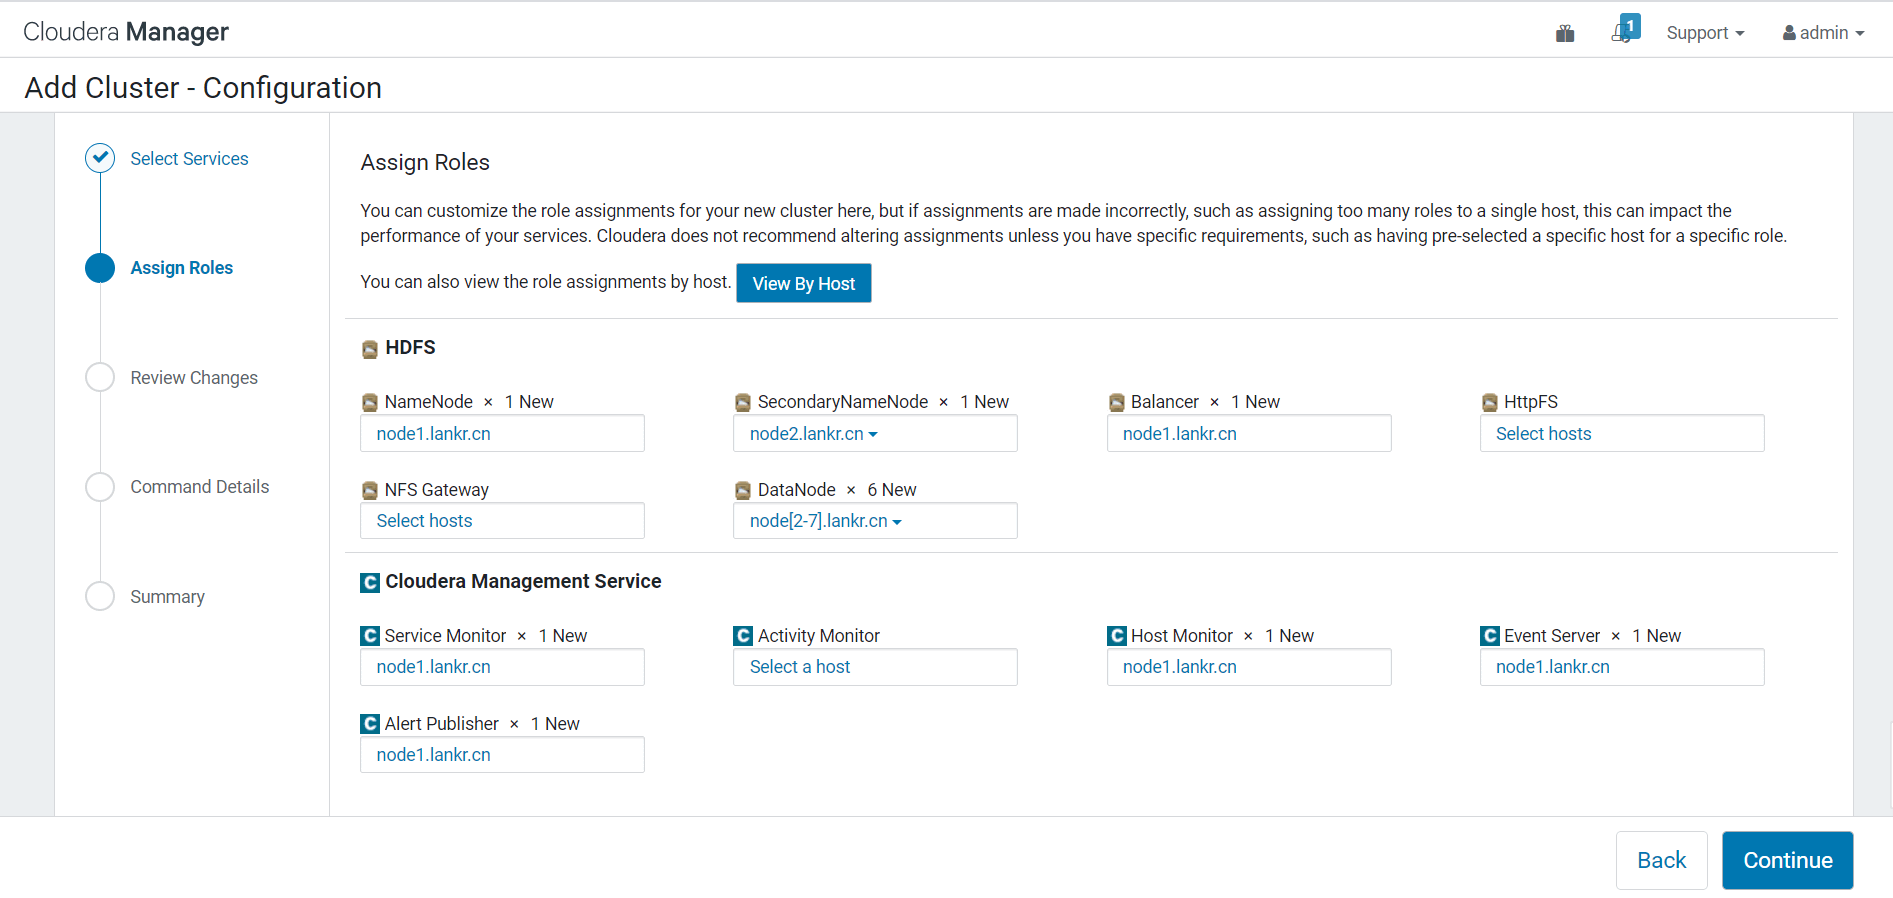 Cloudera Manager
1
Support
admin
Add Cluster - Configuration
Select Services
Assign Roles
Review Changes
Command Details
Summary
Assign Roles
You can customize the role assignments for your new cluster here, but if assignments are made incorrectly, such as assigning too many roles to a single host, this can impact the
performance of your services. Cloudera does not recommend altering assignments unless you have specific requirements, such as having pre-selected a specific host for a specific role.
You can also view the role assignments by host. View By Host
HDFS
NameNode × 1 New
node1.lankr.cn
SecondaryNameNode × 1 New
node2.lankr.cn
Balancer × 1 New
node1.lankr.cn
HttpFS
Select hosts
NFS Gateway
Select hosts
DataNode × 6 New
node[2-7].lankr.cn
C Cloudera Management Service
C Service Monitor × 1 New
node1.lankr.cn
C Activity Monitor
Select a host
C Host Monitor × 1 New
node1.lankr.cn
C Event Server × 1 New
node1.lankr.cn
C Alert Publisher × 1 New
node1.lankr.cn
Back
Continue